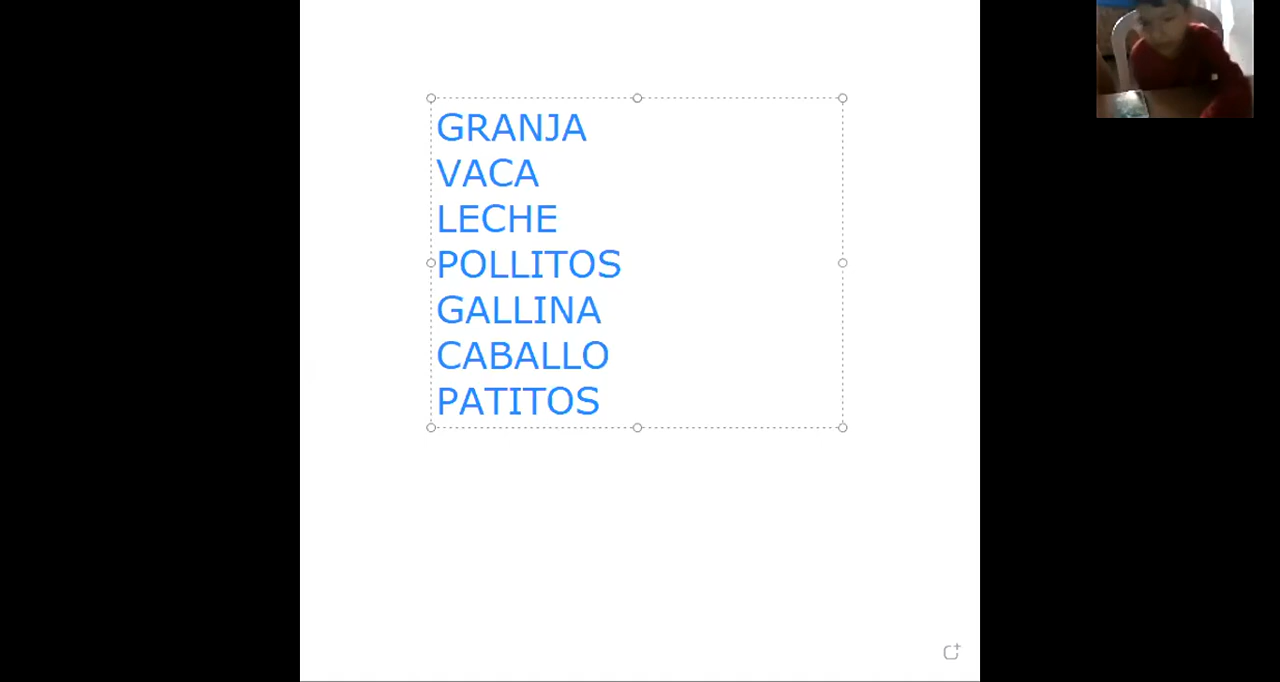 GRANJA
VACA
LECHE
POLLITOS
GALLINA
CABALLO
PATITOS